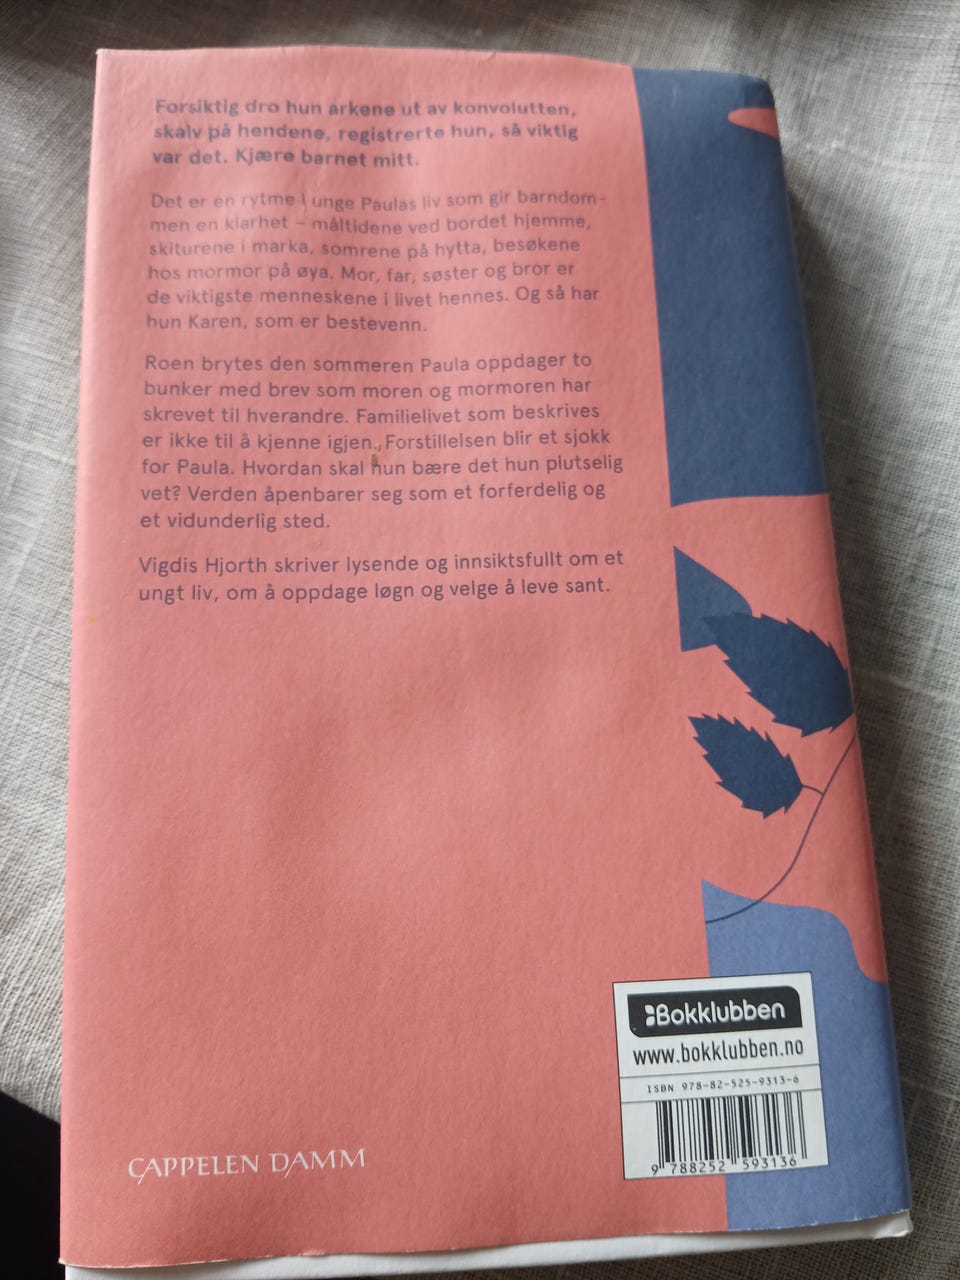 Forsiktig dro hun arkene ut av konvolutten,
skalv på hendene, registrerte hun, så viktig
var det. Kjære barnet mitt.
Det er en rytme i unge Paulas liv som gir barndom-
men en klarhet – måltidene ved bordet hjemme,
skiturene i marka, somrene på hytta, besøkene
hos mormor på øya. Mor, far, søster og bror er
de viktigste menneskene i livet hennes. Og så har
hun Karen, som er bestevenn.
Roen brytes den sommeren Paula oppdager to
bunker med brev som moren og mormoren har
skrevet til hverandre. Familielivet som beskrives
er ikke til å kjenne igjen. Forstillelsen blir et sjokk
for Paula. Hvordan skal hun bære det hun plutselig
vet? Verden åpenbarer seg som et forferdelig og
et vidunderlig sted.
Vigdis Hjorth skriver lysende og innsiktsfullt om et
ungt liv, om å oppdage løgn og velge å leve sant.
Bokklubben
www.bokklubben.no
ISBN 978-82-525-9313-6
9 788252 593136
CAPPELEN DAMM